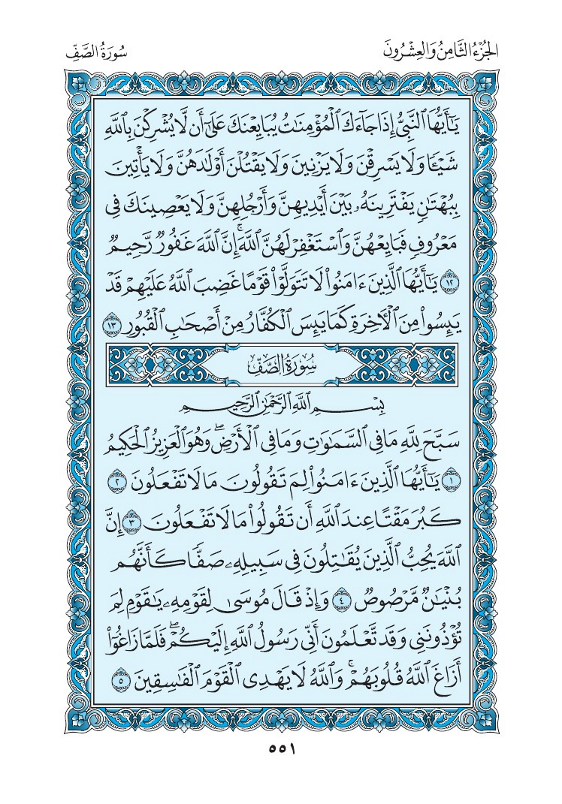 الجُزْءُ الثَّامِنُ وَالعِشْرُونَ
سُورَةُ الصَّفِّ
يَٰٓأَيُّهَا ٱلنَّبِيُّ إِذَا جَآءَكَ ٱلْمُؤْمِنَٰتُ يُبَايِعْنَكَ عَلَىٰٓ أَن لَّا يُشْرِكْنَ بِٱللَّهِ
شَيْـًٔا وَلَا يَسْرِقْنَ وَلَا يَزْنِينَ وَلَا يَقْتُلْنَ أَوْلَٰدَهُنَّ وَلَا يَأْتِينَ
بِبُهْتَٰنٍ يَفْتَرِينَهُۥ بَيْنَ أَيْدِيهِنَّ وَأَرْجُلِهِنَّ وَلَا يَعْصِينَكَ فِي
مَعْرُوفٍ فَبَايِعْهُنَّ وَٱسْتَغْفِرْ لَهُنَّ ٱللَّهَۚ إِنَّ ٱللَّهَ غَفُورٌ رَّحِيمٌ
١٢ يَٰٓأَيُّهَا ٱلَّذِينَ ءَامَنُوا۟ لَا تَتَوَلَّوْا۟ قَوْمًا غَضِبَ ٱللَّهُ عَلَيْهِمْ قَدْ
يَئِسُوا۟ مِنَ ٱلْءَاخِرَةِ كَمَا يَئِسَ ٱلْكُفَّارُ مِنْ أَصْحَٰبِ ٱلْقُبُورِ ١٣
سُورَةُ الصَّفِّ
بِسْمِ ٱللَّهِ ٱلرَّحْمَٰنِ ٱلرَّحِيمِ
سَبَّحَ لِلَّهِ مَا فِي ٱلسَّمَٰوَٰتِ وَمَا فِي ٱلْأَرْضِۖ وَهُوَ ٱلْعَزِيزُ ٱلْحَكِيمُ
١ يَٰٓأَيُّهَا ٱلَّذِينَ ءَامَنُوا۟ لِمَ تَقُولُونَ مَا لَا تَفْعَلُونَ ٢
كَبُرَ مَقْتًا عِندَ ٱللَّهِ أَن تَقُولُوا۟ مَا لَا تَفْعَلُونَ ٣ إِنَّ
ٱللَّهَ يُحِبُّ ٱلَّذِينَ يُقَٰتِلُونَ فِي سَبِيلِهِۦ صَفًّا كَأَنَّهُم
بُنْيَٰنٌ مَّرْصُوصٌ ٤ وَإِذْ قَالَ مُوسَىٰ لِقَوْمِهِۦ يَٰقَوْمِ لِمَ
تُؤْذُونَنِي وَقَد تَّعْلَمُونَ أَنِّي رَسُولُ ٱللَّهِ إِلَيْكُمْۖ فَلَمَّا زَاغُوٓا۟
أَزَاغَ ٱللَّهُ قُلُوبَهُمْۚ وَٱللَّهُ لَا يَهْدِي ٱلْقَوْمَ ٱلْفَٰسِقِينَ ٥
٥٥١